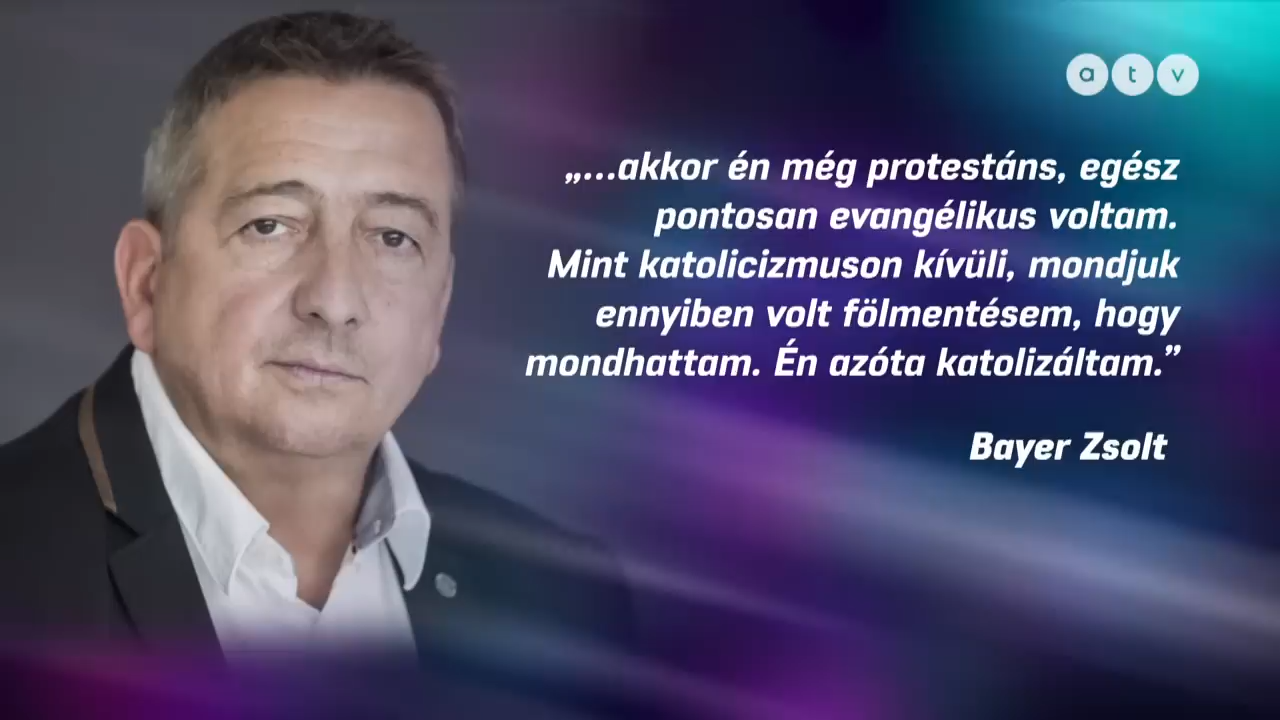 a t v
„...akkor én még protestáns, egész
pontosan evangélikus voltam.
Mint katolicizmuson kívüli, mondjuk
ennyiben volt fölmentésem, hogy
mondhattam. Én azóta katolizáltam.”
Bayer Zsolt